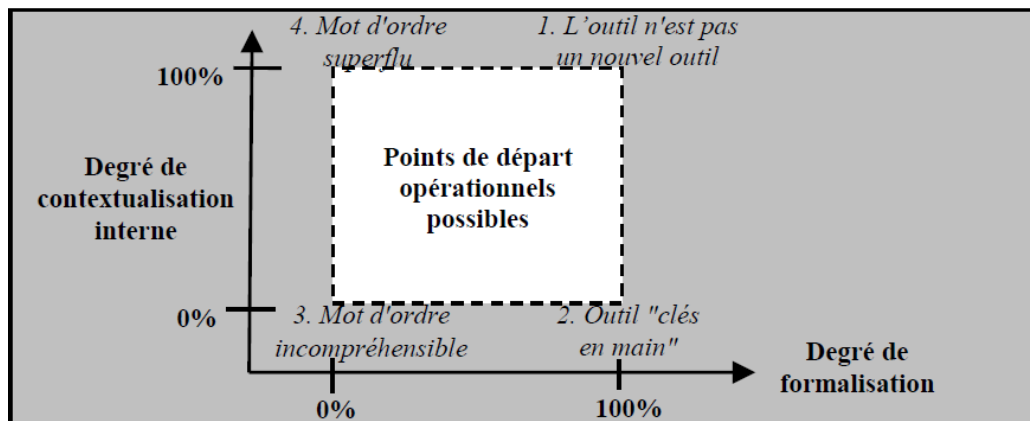 4. Mot d'ordre
superflu
1. L’outil n'est pas
un nouvel outil
100%
Degré de
contextualisation
interne
Points de départ
opérationnels
possibles
0%
3. Mot d'ordre
incompréhensible
2. Outil "clés
en main"
Degré de
formalisation
0%
100%